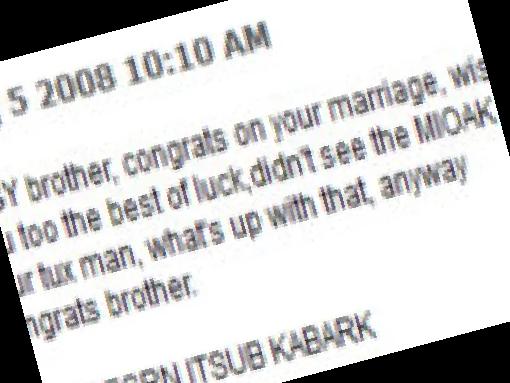 5 2008 10:10 AM
brother, congrats on your marriage, wis
too the best of luck,didn't see the MIOAK
ur tux man, what's up with that, anyway
ngrats brother.
ITSUB KABARK